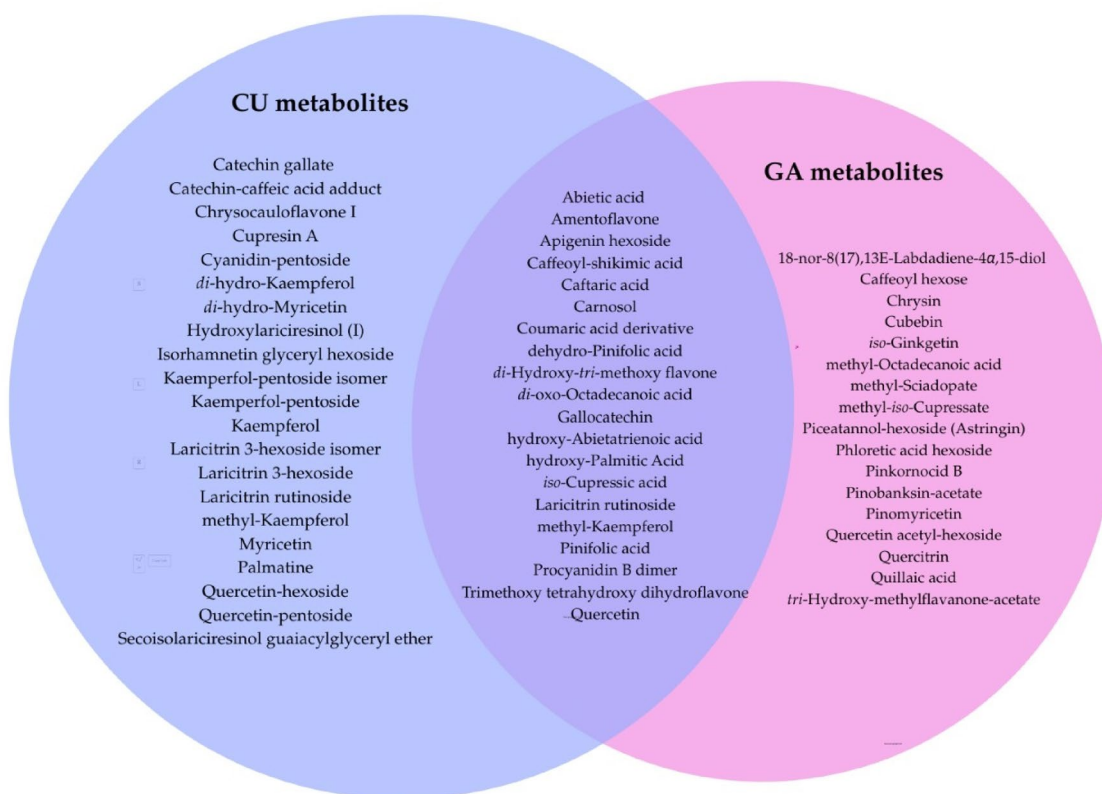 CU metabolites
Catechin gallate
Catechin-caffeic acid adduct
Chrysocauloflavone I
Cupresin A
Cyanidin-pentoside
di-hydro-Kaempferol
di-hydro-Myricetin
Hydroxylariciresinol (I)
Isorhamnetin glyceryl hexoside
Kaemperfol-pentoside isomer
Kaemperfol-pentoside
Kaempferol
Laricitrin 3-hexoside isomer
Laricitrin 3-hexoside
Laricitrin rutinoside
methyl-Kaempferol
Myricetin
Palmatine
Quercetin-hexoside
Quercetin-pentoside
Secoisolariciresinol guaiacylglyceryl ether
Abietic acid
Amentoflavone
Apigenin hexoside
Caffeoyl-shikimic acid
Caftaric acid
Carnosol
Coumaric acid derivative
dehydro-Pinifolic acid
di-Hydroxy-tri-methoxy flavone
di-oxo-Octadecanoic acid
Gallocatechin
hydroxy-Abietatrienoic acid
hydroxy-Palmitic Acid
iso-Cupressic acid
Laricitrin rutinoside
methyl-Kaempferol
Pinifolic acid
Procyanidin B dimer
Trimethoxy tetrahydroxy dihydroflavone
Quercetin
GA metabolites
18-nor-8(17),13E-Labdadiene-4α,15-diol
Caffeoyl hexose
Chrysin
Cubebin
iso-Ginkgetin
methyl-Octadecanoic acid
methyl-Sciadopate
methyl-iso-Cupressate
Piceatannol-hexoside (Astringin)
Phloretic acid hexoside
Pinkornocid B
Pinobanksin-acetate
Pinomyricetin
Quercetin acetyl-hexoside
Quercitrin
Quillaic acid
tri-Hydroxy-methylflavanone-acetate